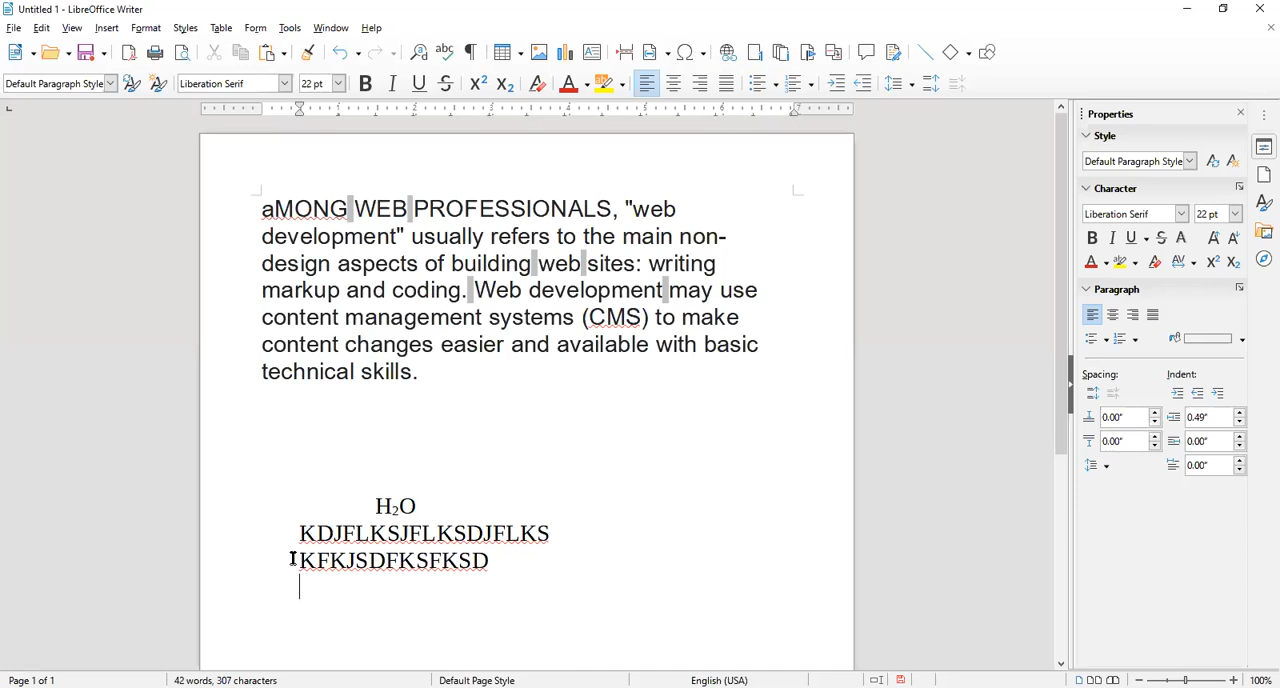 Untitled 1 - LibreOffice Writer
File Edit View Insert Format Styles Table Form Tools Window Help
Default Paragraph Style Liberation Serif 22 pt
Properties
Style
Default Paragraph Style
Character
Liberation Serif 22 pt
Paragraph
Spacing: Indent:
0.00" 0.49"
0.00" 0.00"
0.00"
aMONG WEB PROFESSIONALS, "web
development" usually refers to the main non-
design aspects of building web sites: writing
markup and coding. Web development may use
content management systems (CMS) to make
content changes easier and available with basic
technical skills.
H₂O
KDJFLKSJFLKSDJFLKS
KFKJSDFKSFKSD
Page 1 of 1 42 words, 307 characters Default Page Style English (USA) 100%